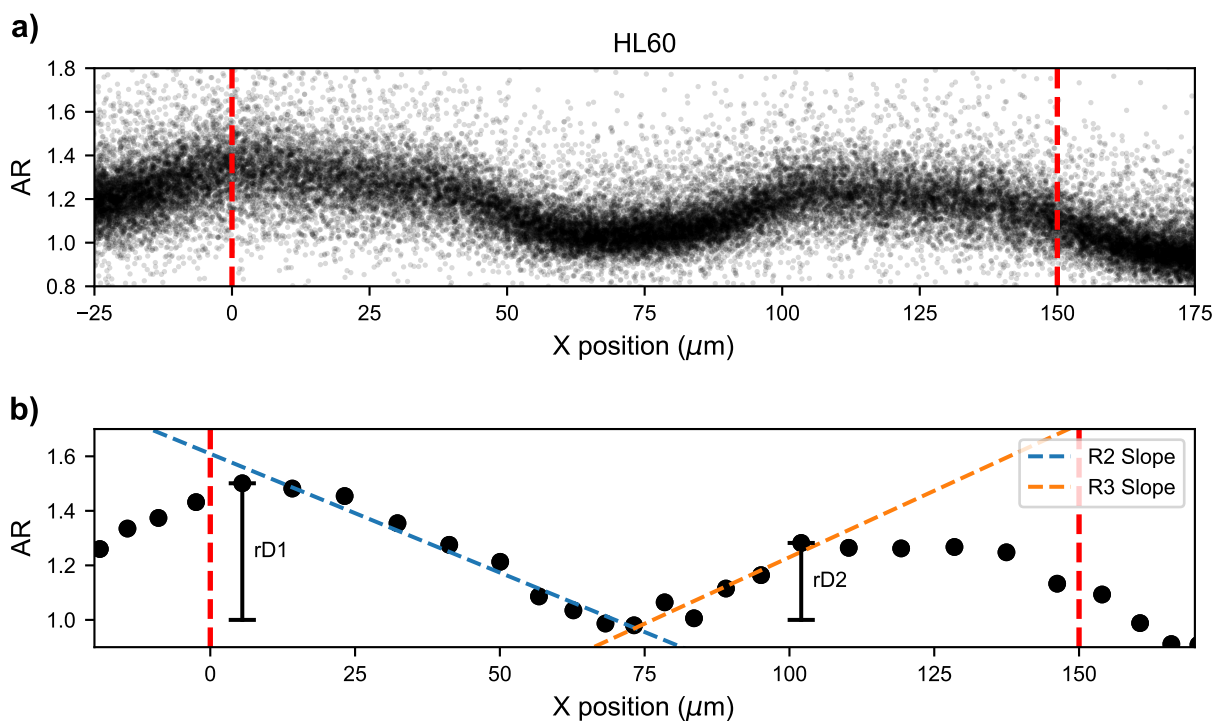 a)
HL60
1.8
1.6
1.4
1.2
1.0
0.8
AR
−25 0 25 50 75 100 125 150 175
X position (μm)
b)
1.6
1.4
1.2
1.0
AR
rD1
rD2
R2 Slope
R3 Slope
0 25 50 75 100 125 150
X position (μm)